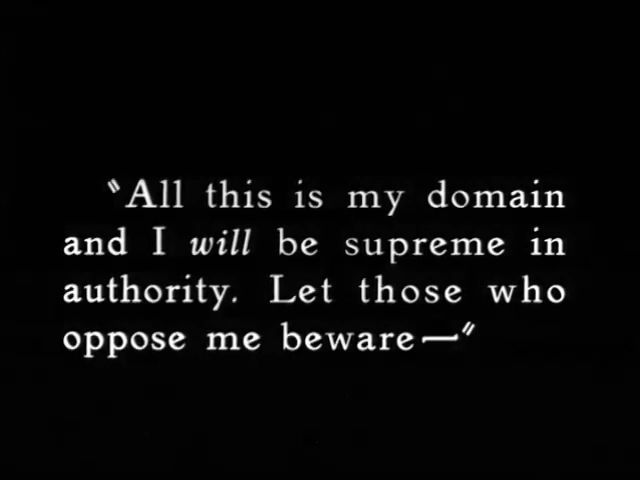 "All this is my domain
and I will be supreme in
authority. Let those who
oppose me beware—"